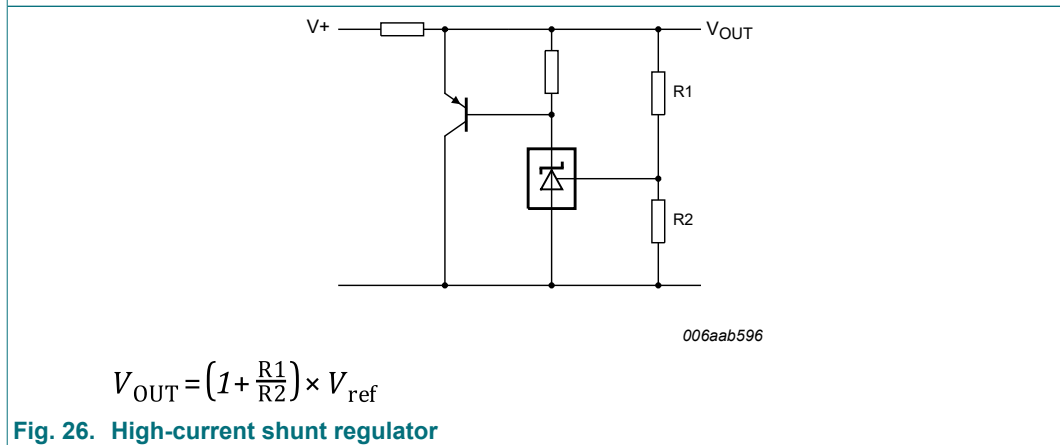 V+
VOUT
R1
R2
006aab596
VOUT = (1 + R1/R2) × Vref
Fig. 26. High-current shunt regulator